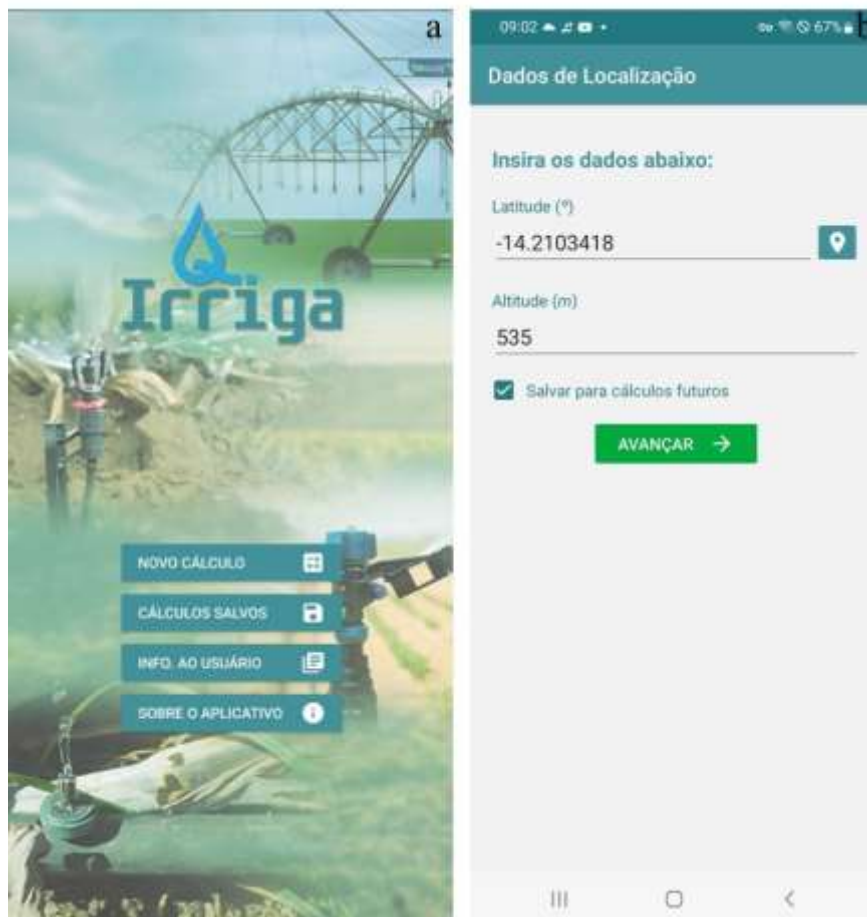 a
Irriga
NOVO CÁLCULO
CÁLCULOS SALVOS
INFO. AO USUÁRIO
SOBRE O APLICATIVO
09:02
67%
Dados de Localização
Insira os dados abaixo:
Latitude (º)
-14.2103418
Altitude (m)
535
Salvar para cálculos futuros
AVANÇAR